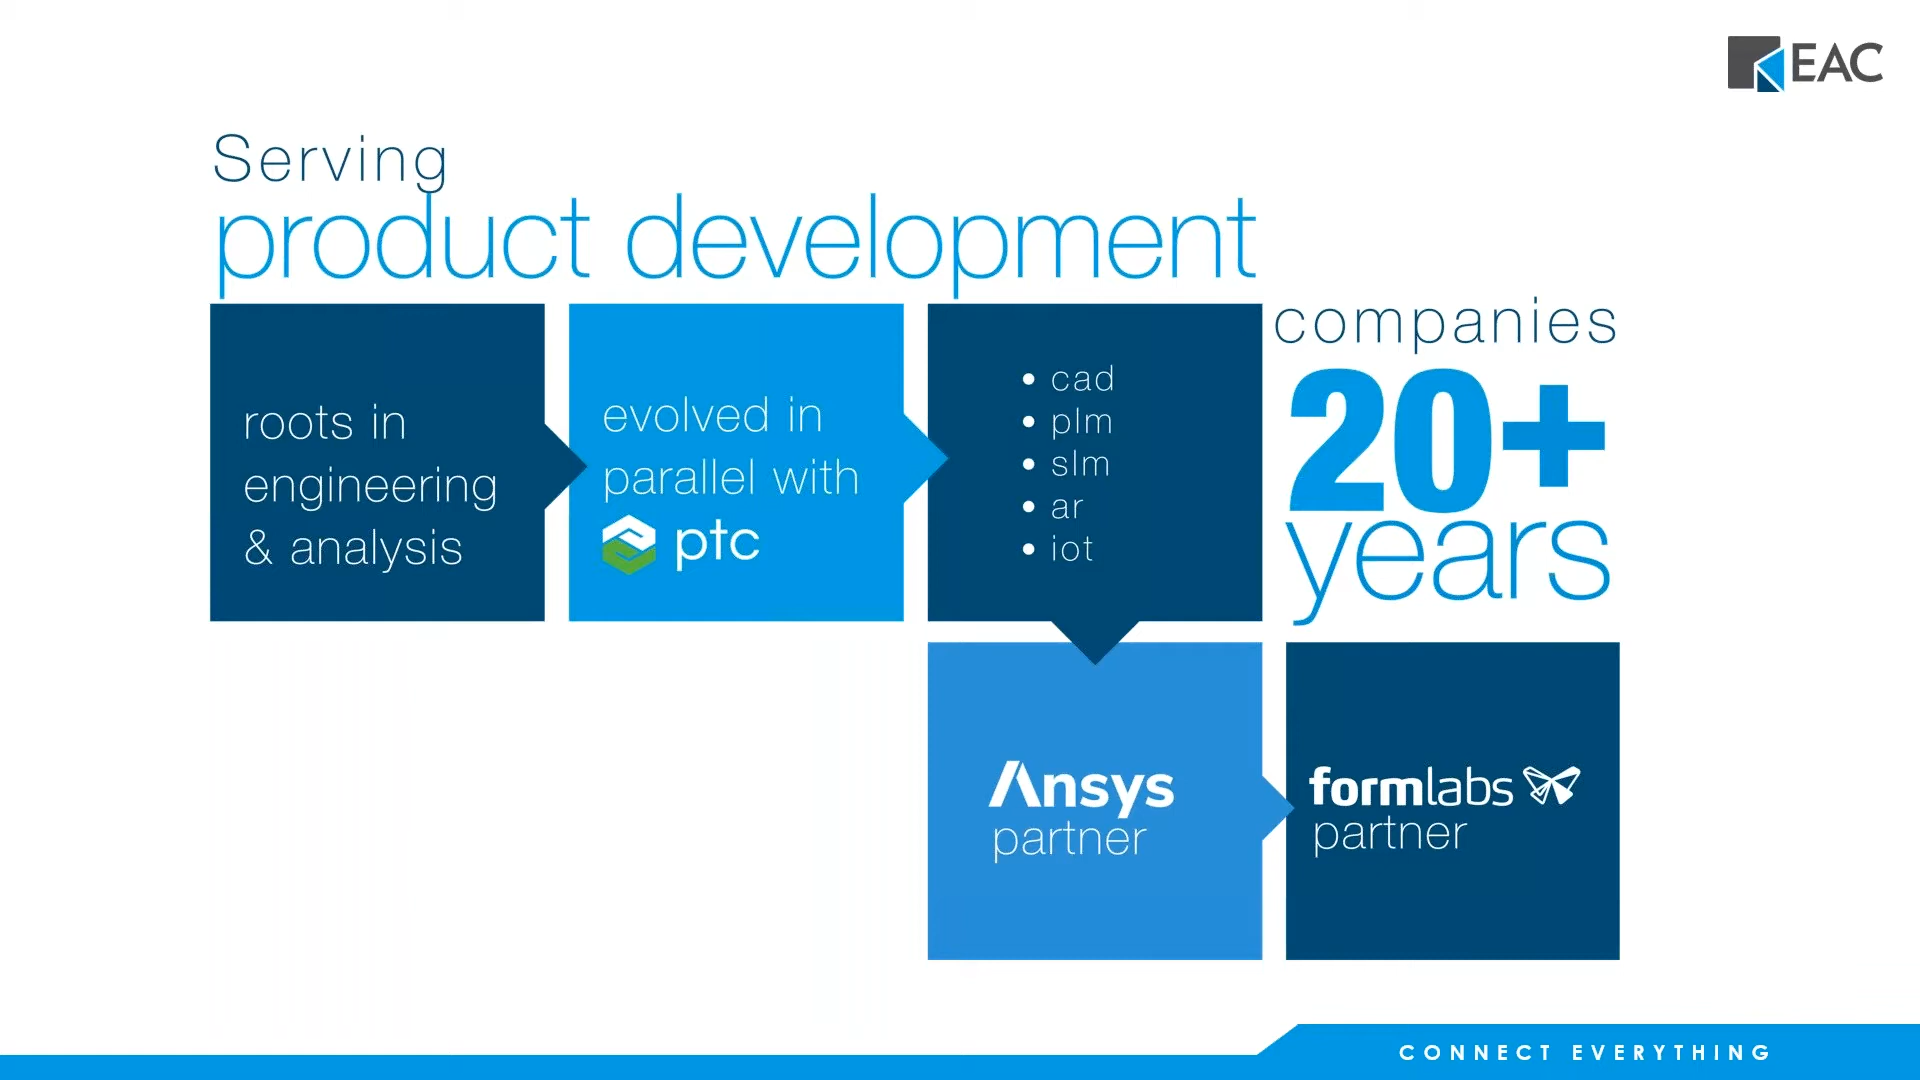 EAC
Serving
product development
companies
20+
years
roots in
engineering
& analysis
evolved in
parallel with
ptc
• cad
• plm
• slm
• ar
• iot
Ansys
partner
formlabs
partner
CONNECT EVERYTHING